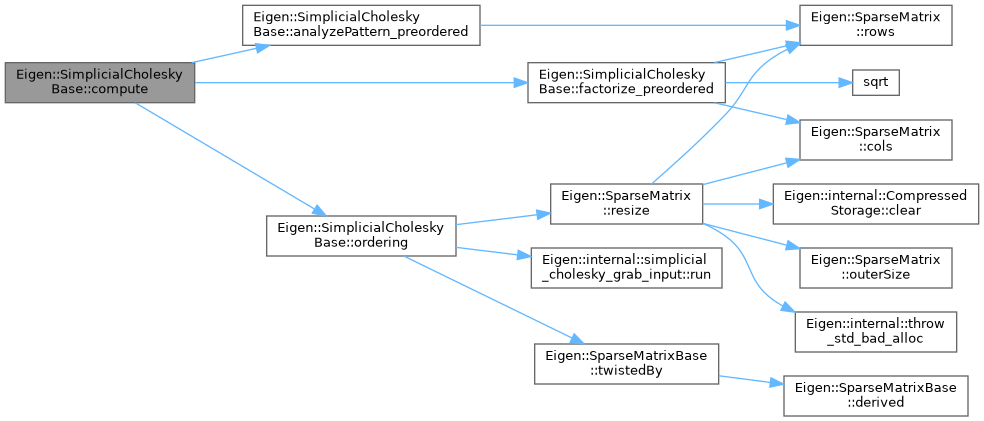 Eigen::SimplicialCholesky
Base::compute
Eigen::SimplicialCholesky
Base::analyzePattern_preordered
Eigen::SimplicialCholesky
Base::factorize_preordered
Eigen::SimplicialCholesky
Base::ordering
Eigen::SparseMatrix
::resize
Eigen::internal::simplicial
_cholesky_grab_input::run
Eigen::SparseMatrixBase
::twistedBy
Eigen::SparseMatrix
::rows
sqrt
Eigen::SparseMatrix
::cols
Eigen::internal::Compressed
Storage::clear
Eigen::SparseMatrix
::outerSize
Eigen::internal::throw
_std_bad_alloc
Eigen::SparseMatrixBase
::derived